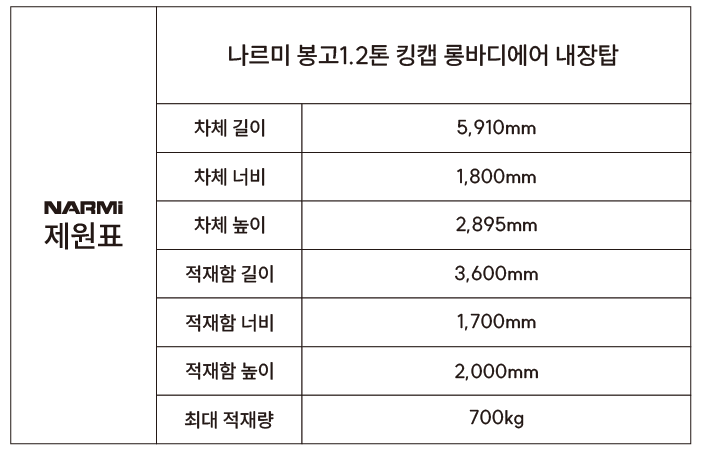 나르미 봉고1.2톤 킹캡 롱바디에어 내장탑
NARMi
제원표
차체 길이 5,910mm
차체 너비 1,800mm
차체 높이 2,895mm
적재함 길이 3,600mm
적재함 너비 1,700mm
적재함 높이 2,000mm
최대 적재량 700kg